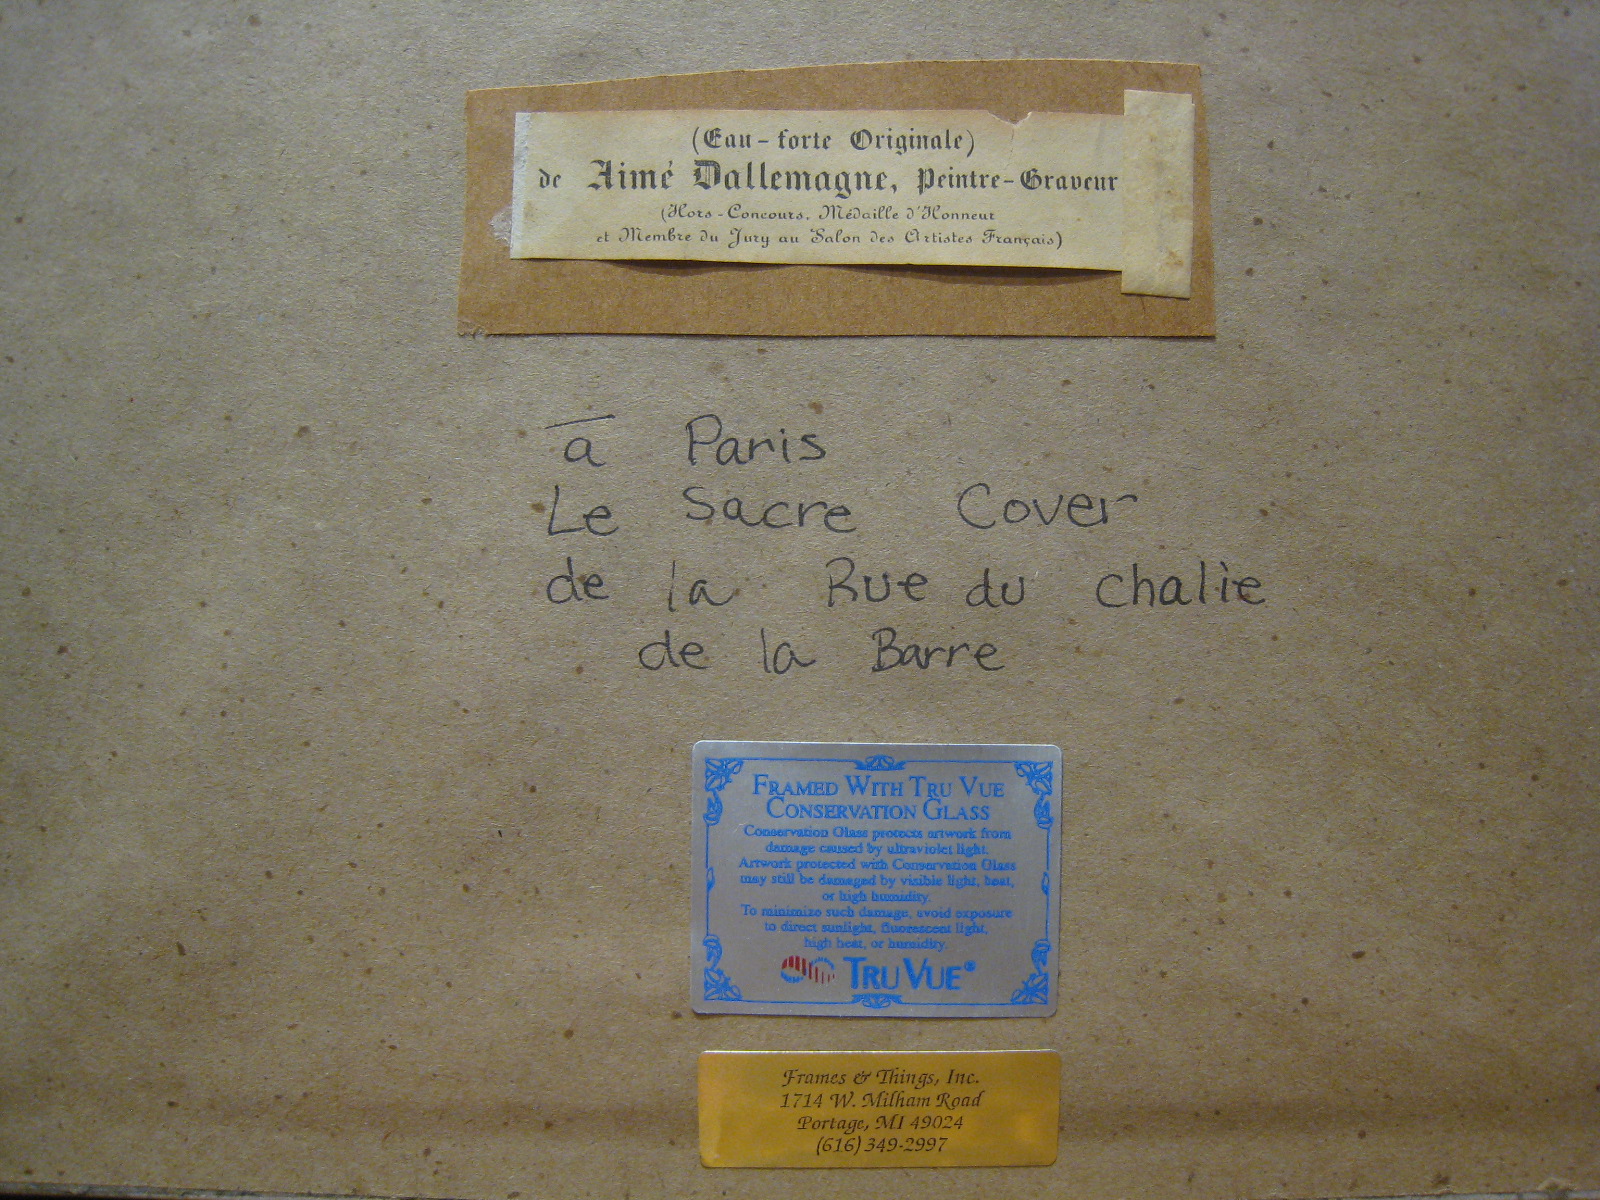 (Eau-forte Originale)
de Aimé Dallemagne, Peintre-Graveur
(Hors-Concours, Médaille d'Honneur
et Membre du Jury au Salon des Artistes Français)
a Paris
Le Sacre Cover
de la Rue du chalie
de la Barre
FRAMED WITH TRU VUE
CONSERVATION GLASS
Conservation Glass protects artwork from
damage caused by ultraviolet light.
Artwork protected with Conservation Glass
may still be damaged by visible light, heat,
or high humidity.
To minimize such damage, avoid exposure
to direct sunlight, fluorescent light,
high heat, or humidity.
TRU VUE®
Frames & Things, Inc.
1714 W. Milham Road
Portage, MI 49024
(616) 349-2997